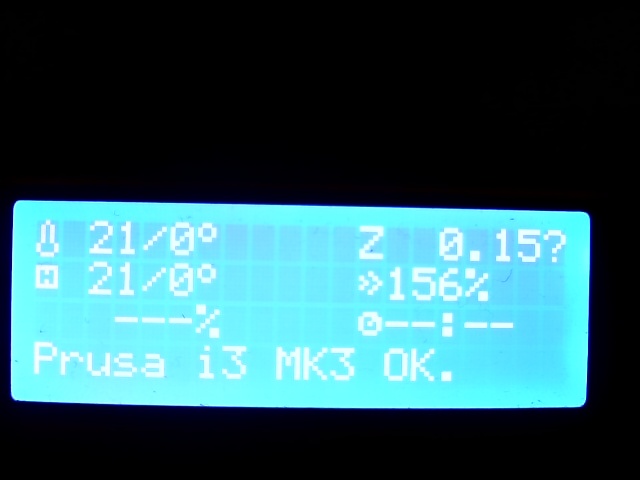 21/0° Z 0.15?
21/0° »156%
---% --:--
Prusa i3 MK3 OK.